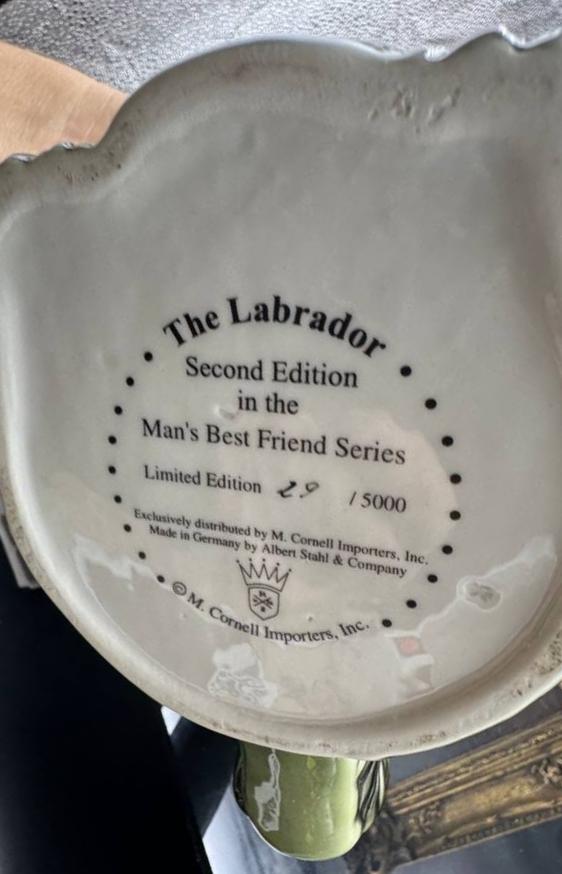 The Labrador
Second Edition
in the
Man's Best Friend Series
Limited Edition 29 / 5000
Exclusively distributed by M. Cornell Importers, Inc.
Made in Germany by Albert Stahl & Company
© M. Cornell Importers, Inc.